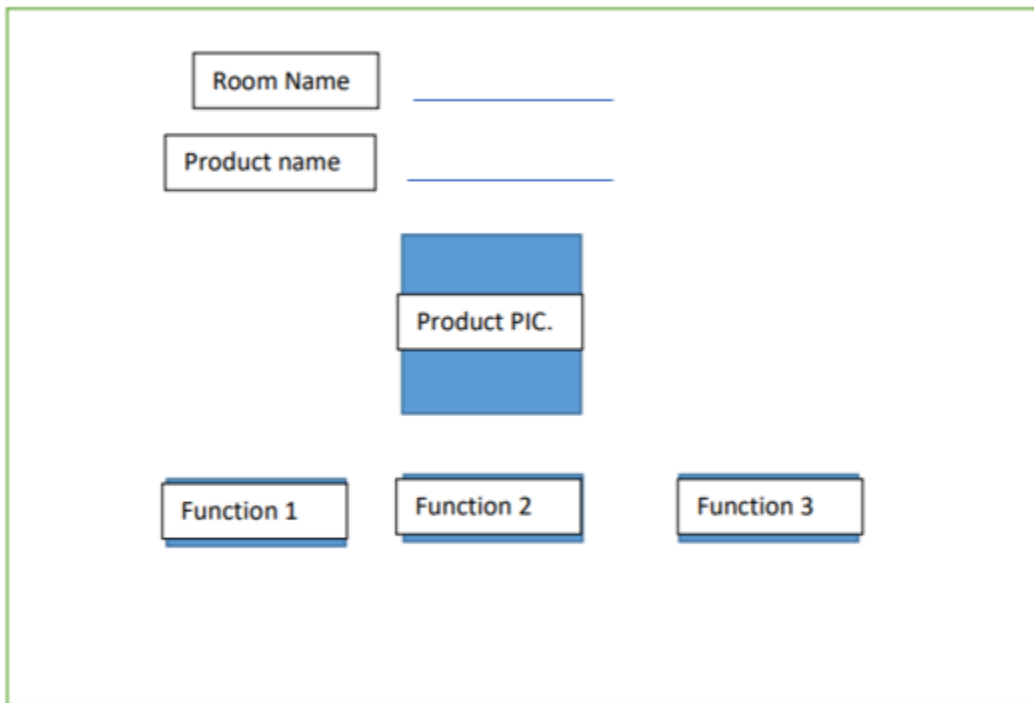 Room Name
Product name
Product PIC.
Function 1
Function 2
Function 3